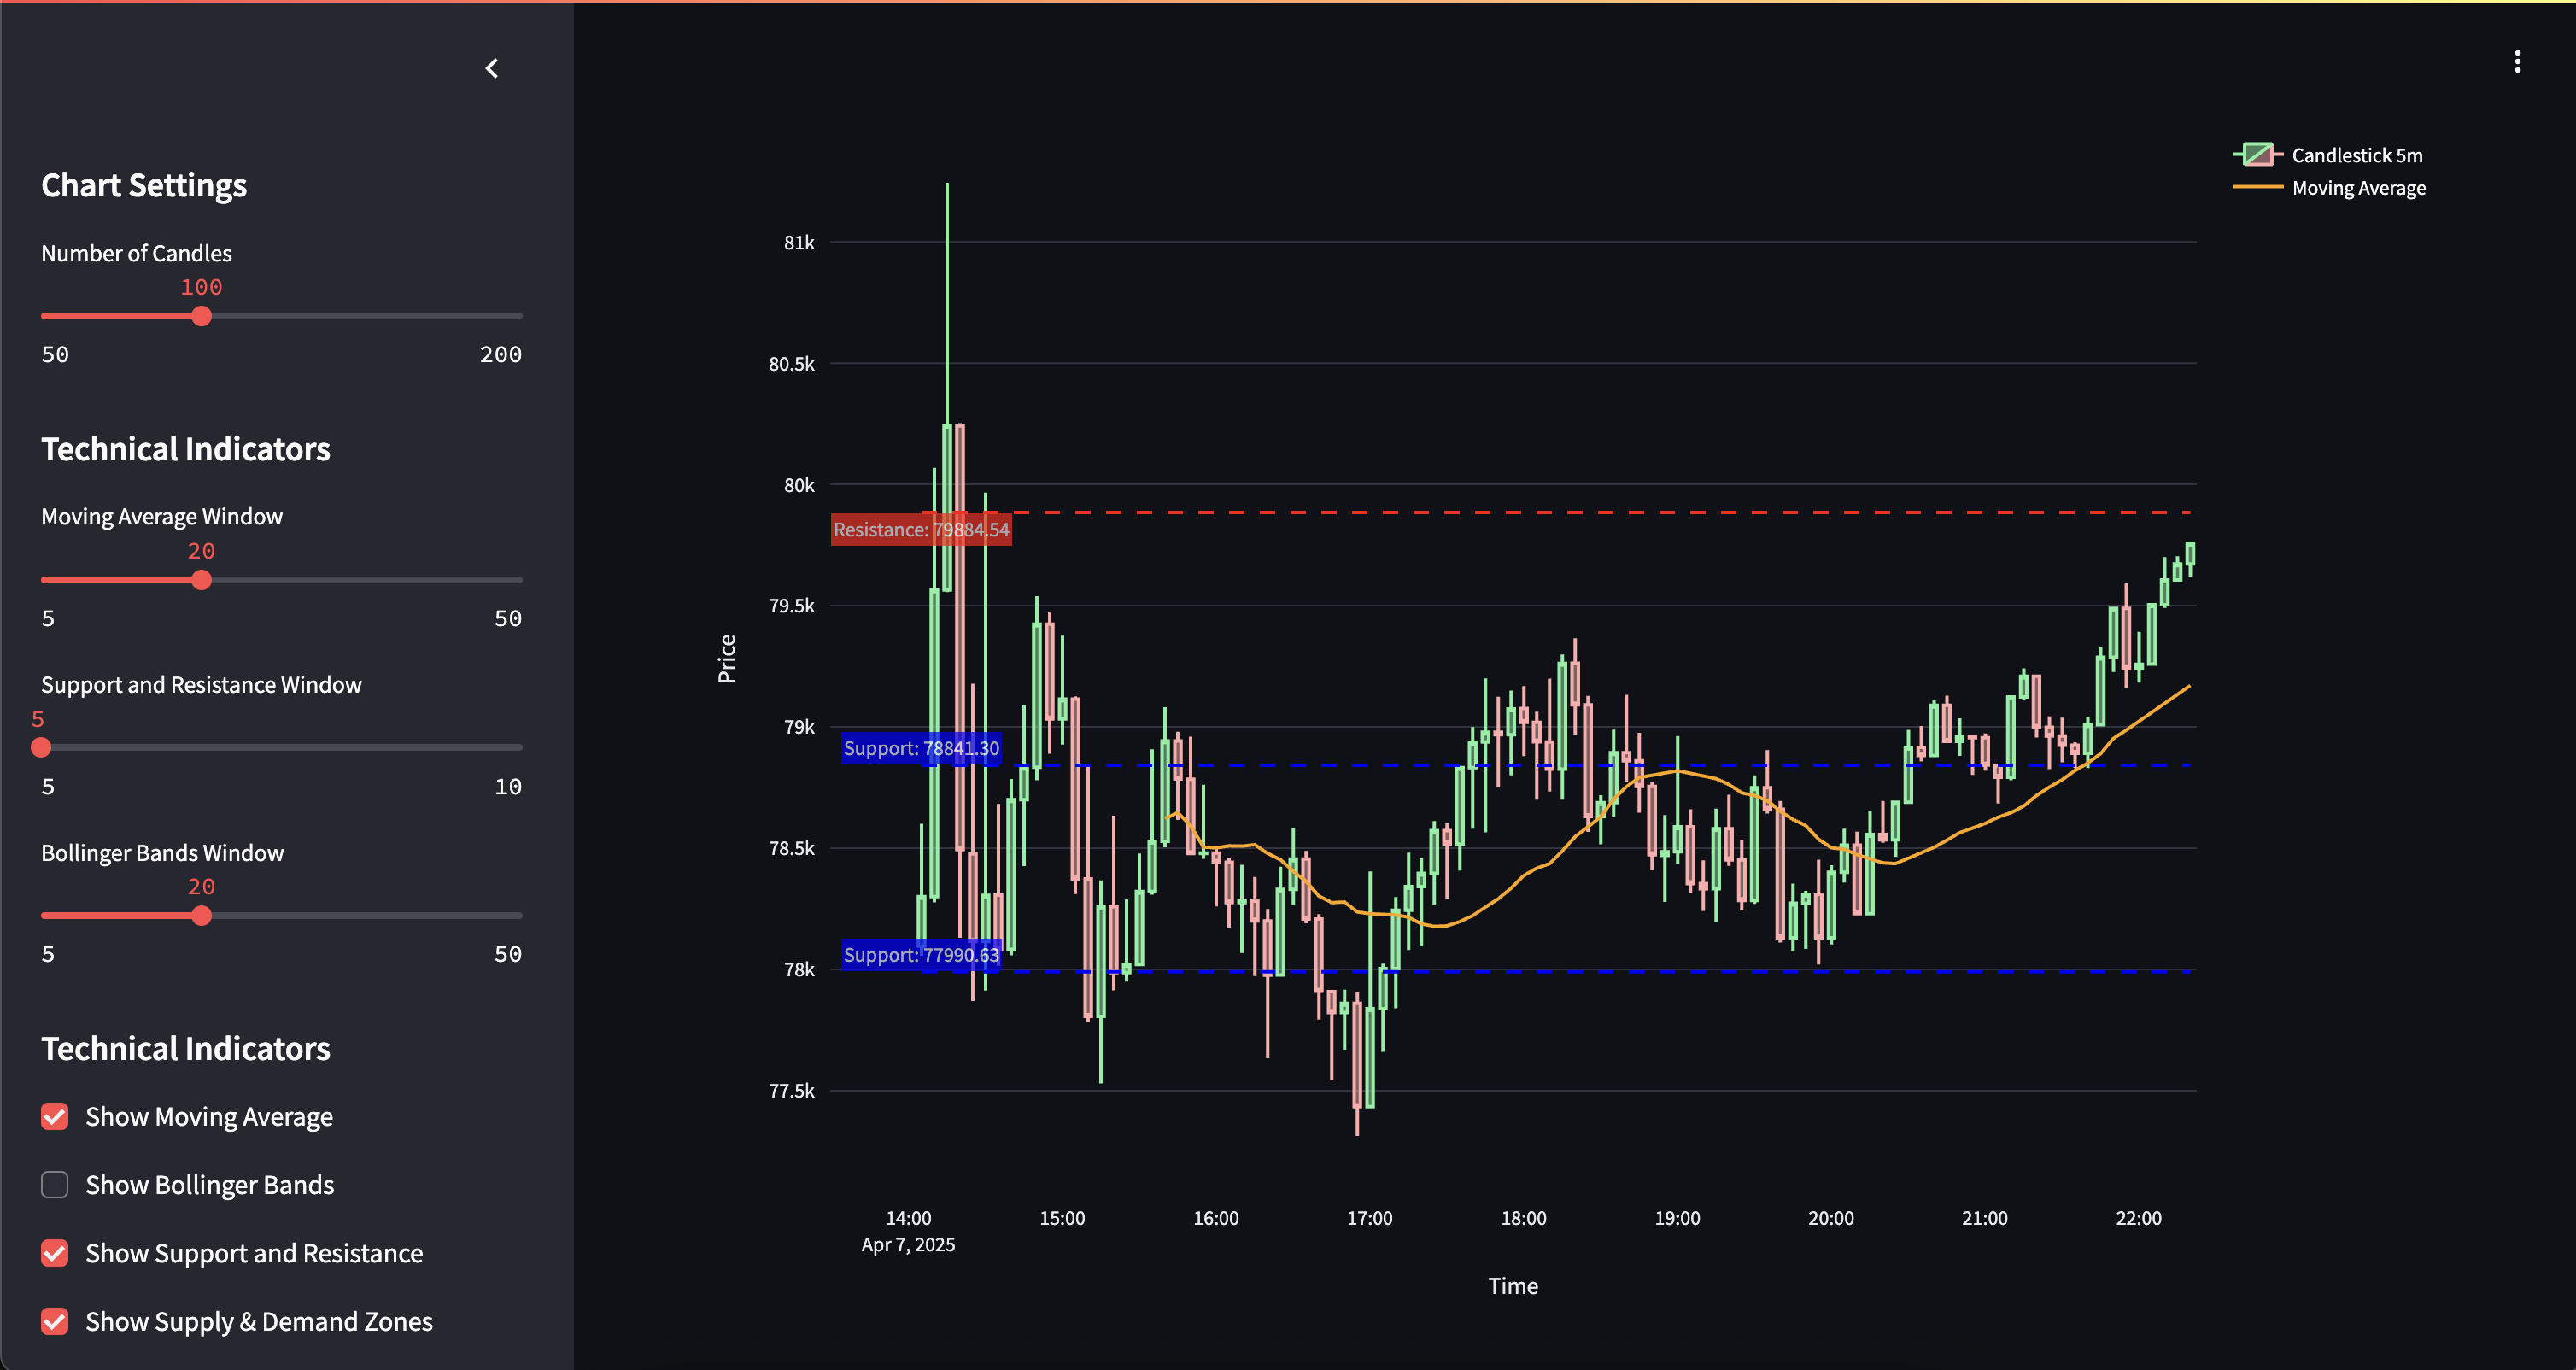 Chart Settings
Number of Candles
100
50 200
Technical Indicators
Moving Average Window
20
5 50
Support and Resistance Window
5
5 10
Bollinger Bands Window
20
5 50
Technical Indicators
Show Moving Average
Show Bollinger Bands
Show Support and Resistance
Show Supply & Demand Zones
Candlestick 5m
Moving Average
81k
80.5k
80k
Resistance: 79884.54
79.5k
Price
79k
Support: 78841.30
78.5k
Support: 77990.63
78k
77.5k
14:00 15:00 16:00 17:00 18:00 19:00 20:00 21:00 22:00
Apr 7, 2025
Time